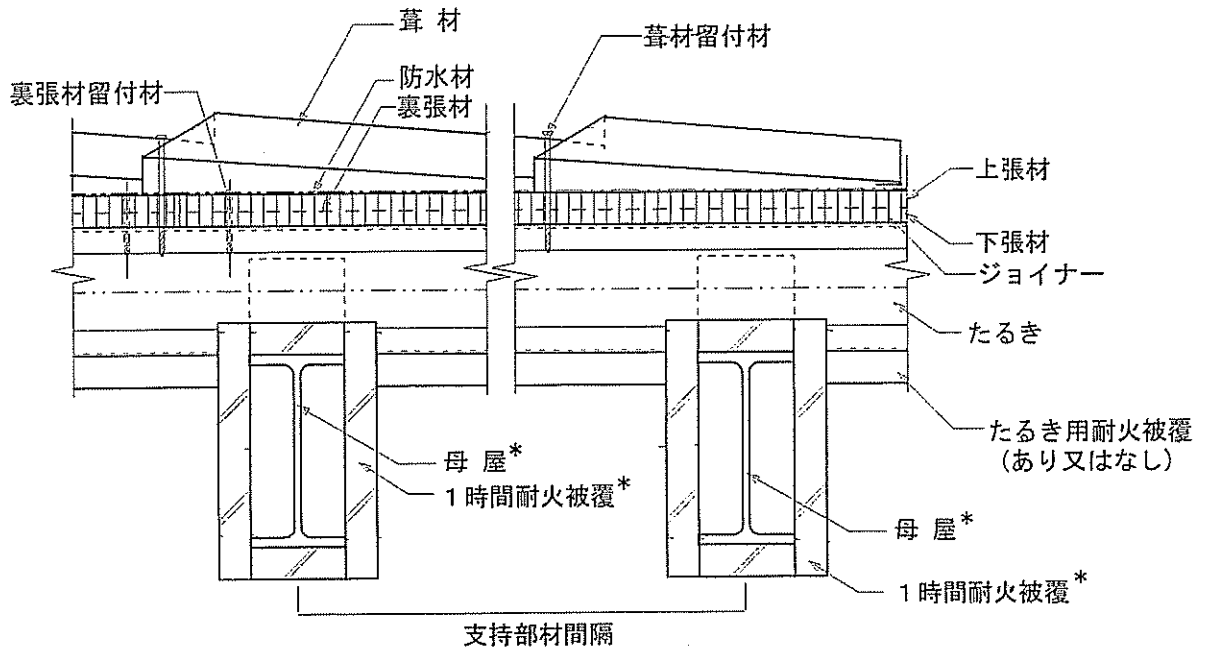 葺 材
葺材留付材
防水材
裏張材
裏張材留付材
上張材
下張材
ジョイナー
たるき
たるき用耐火被覆
(あり又はなし)
母 屋*
1時間耐火被覆*
母 屋*
1時間耐火被覆*
支持部材間隔